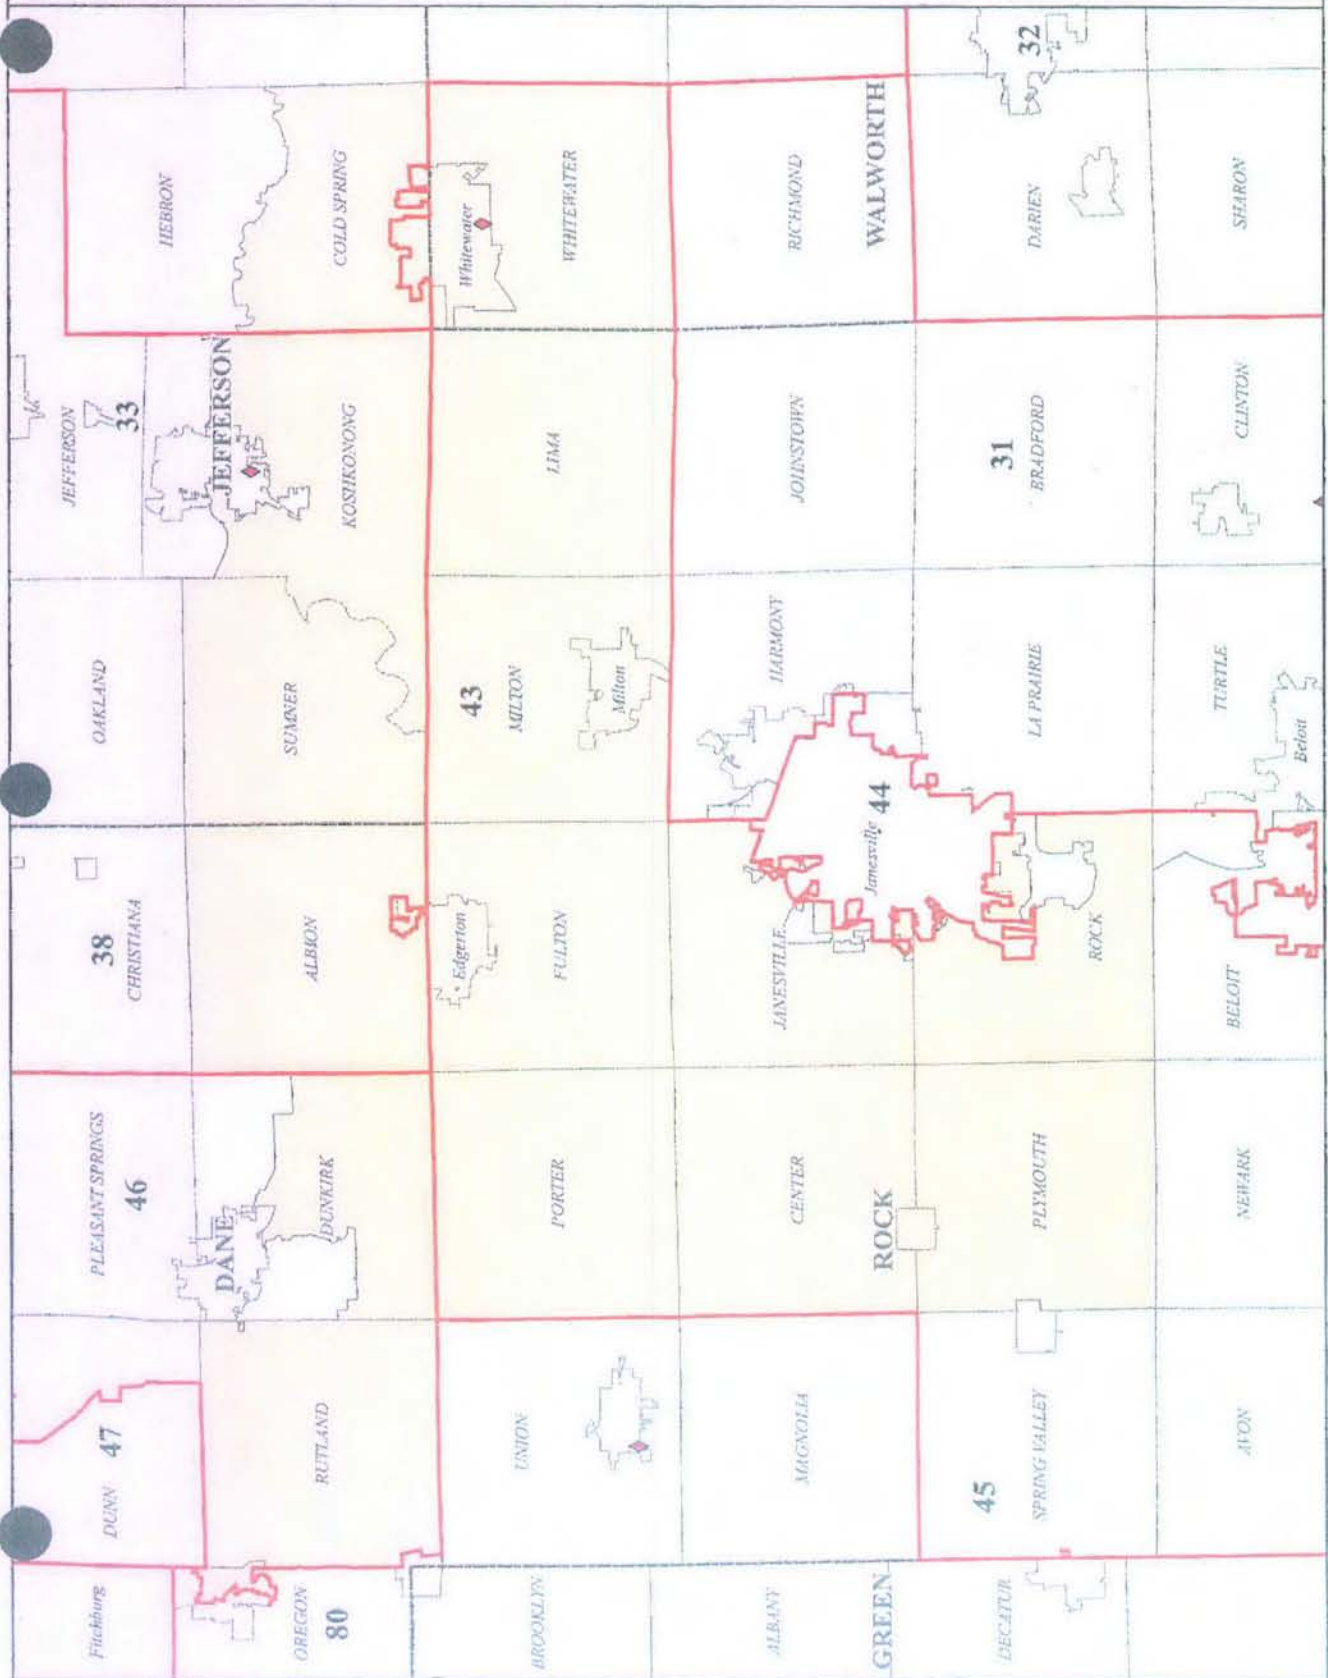 Fitchburg
DUNN
47
PLEASANT SPRINGS
46
38
CHRISTIANA
OAKLAND
JEFFERSON
33
HEBRON
DANE
JEFFERSON
OREGON
80
RUTLAND
DUNKIRK
ALBION
SUMNER
KOSHKONONG
COLD SPRING
Edgerton
43
Whitewater
BROOKLYN
UNION
PORTER
FULTON
MILTON
Milton
LIMA
WHITEWATER
ALBANY
MAGNOLIA
CENTER
JANESVILLE
HARMONY
JOHNSTOWN
RICHMOND
GREEN
ROCK
Janesville
44
WALWORTH
DECATUR
45
SPRING VALLEY
PLYMOUTH
ROCK
LA PRAIRIE
31
BRADFORD
DARIEN
32
AVON
NEWARK
BELOIT
TURTLE
Beloit
CLINTON
SHARON